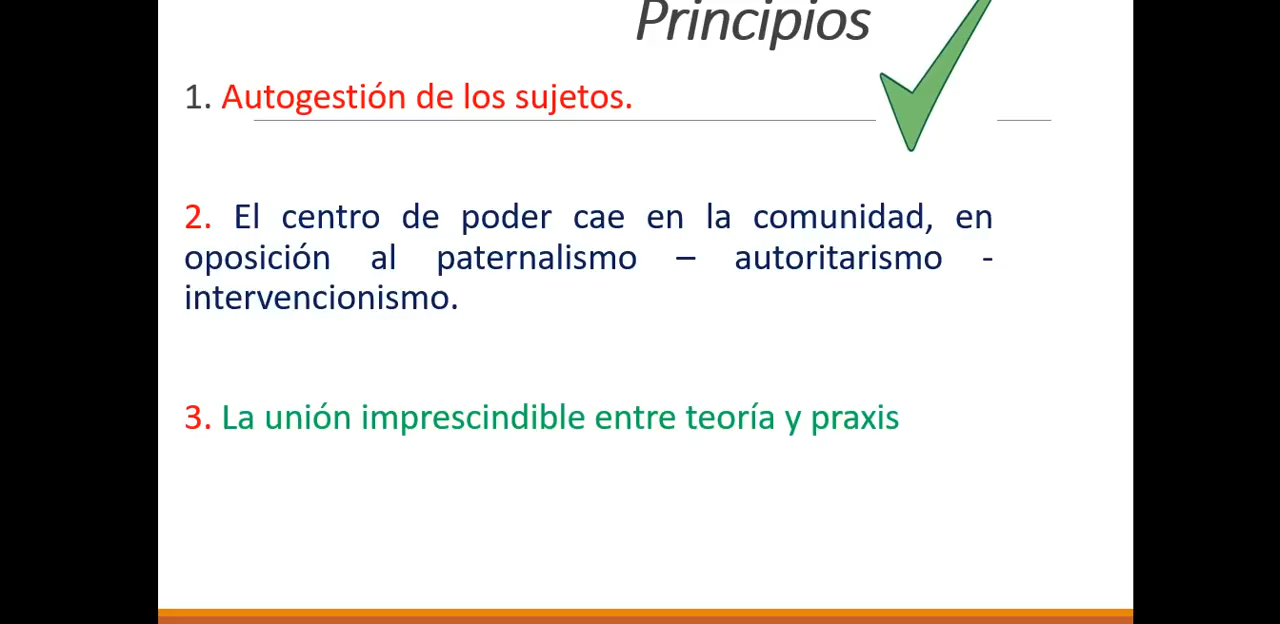 Principios
1. Autogestión de los sujetos.
2. El centro de poder cae en la comunidad, en
oposición al paternalismo – autoritarismo -
intervencionismo.
3. La unión imprescindible entre teoría y praxis